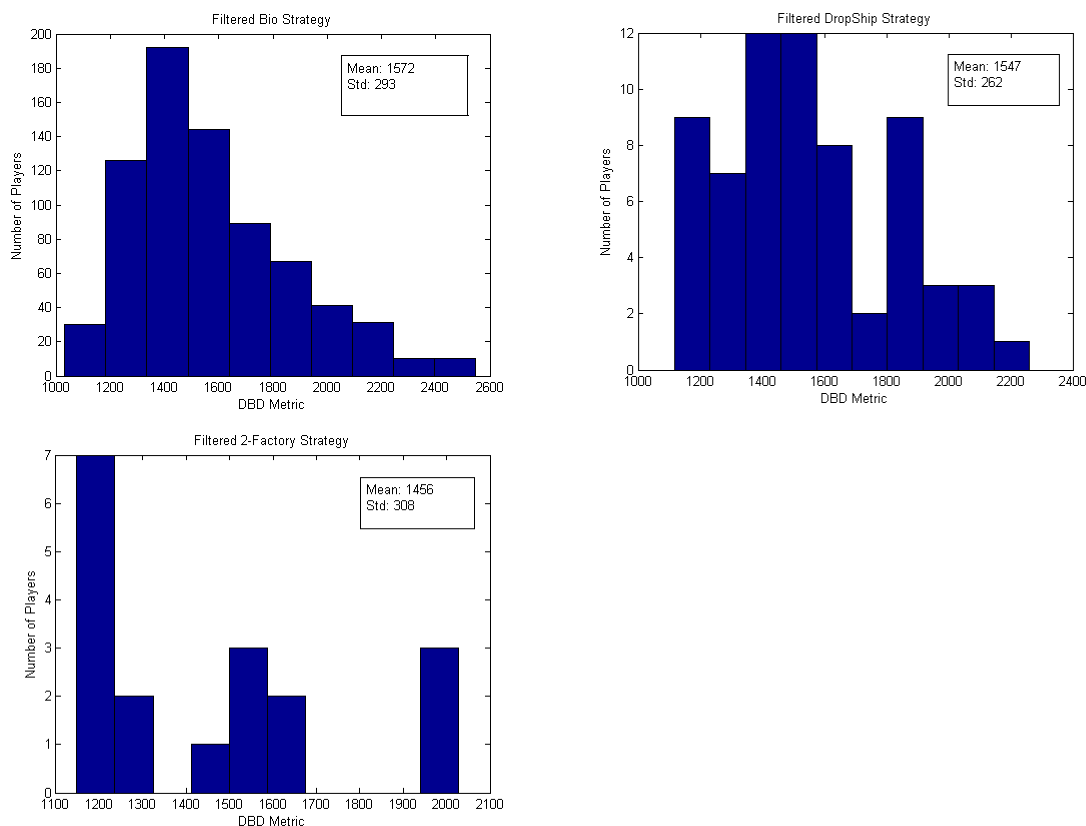 Filtered Bio Strategy
200
180
160
140
120
100
80
60
40
20
0
Number of Players
Mean: 1572
Std: 293
1000 1200 1400 1600 1800 2000 2200 2400 2600
DBD Metric
Filtered DropShip Strategy
12
10
8
6
4
2
0
Number of Players
Mean: 1547
Std: 262
1000 1200 1400 1600 1800 2000 2200 2400
DBD Metric
Filtered 2-Factory Strategy
7
6
5
4
3
2
1
0
Number of Players
Mean: 1456
Std: 308
1100 1200 1300 1400 1500 1600 1700 1800 1900 2000 2100
DBD Metric